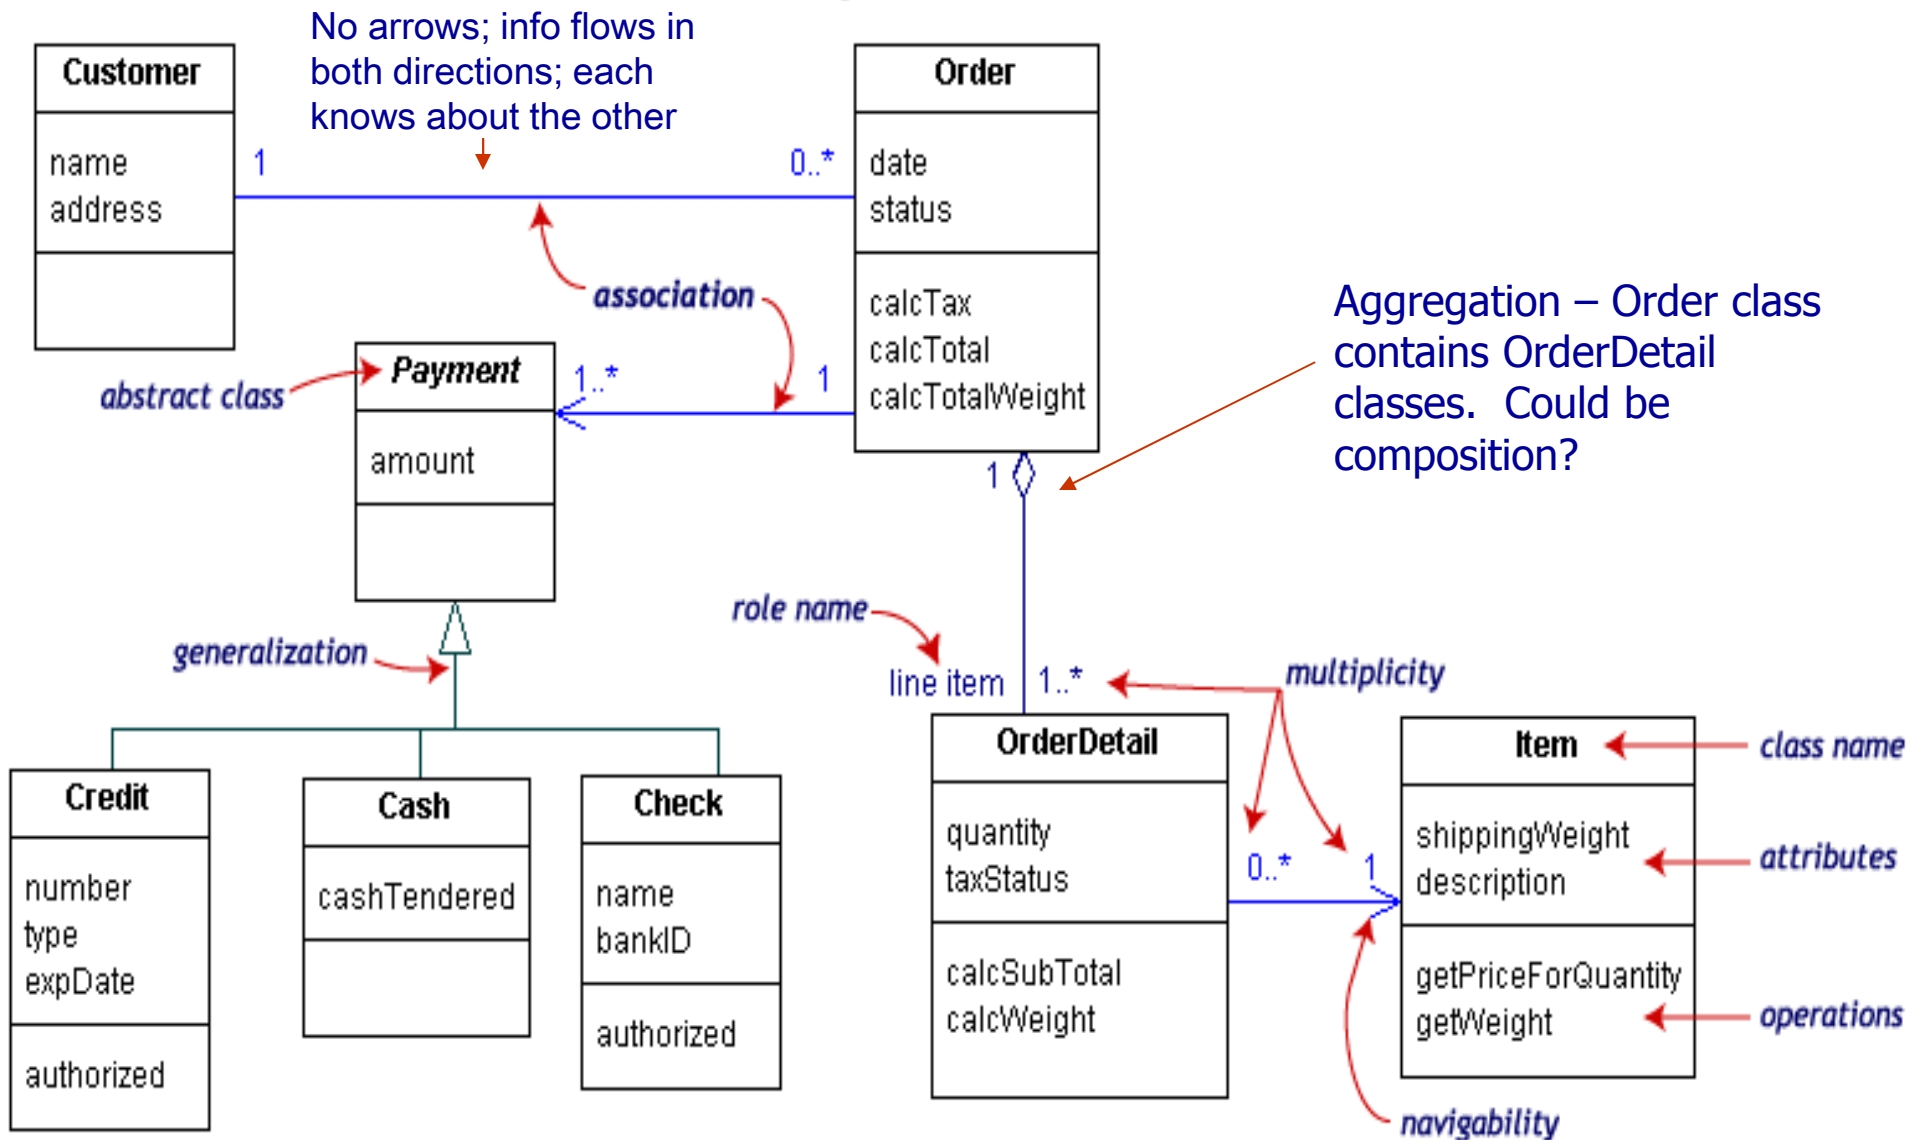 No arrows; info flows in
both directions; each
knows about the other
Customer
name
address
1
0..*
Order
date
status
calcTax
calcTotal
calcTotalWeight
association
Aggregation – Order class
contains OrderDetail
classes.  Could be
composition?
abstract class
Payment
amount
1..*
1
1
generalization
role name
line item
1..*
multiplicity
Credit
number
type
expDate
authorized
Cash
cashTendered
Check
name
bankID
authorized
OrderDetail
quantity
taxStatus
calcSubTotal
calcWeight
0..*
1
Item
shippingWeight
description
getPriceForQuantity
getWeight
class name
attributes
operations
navigability